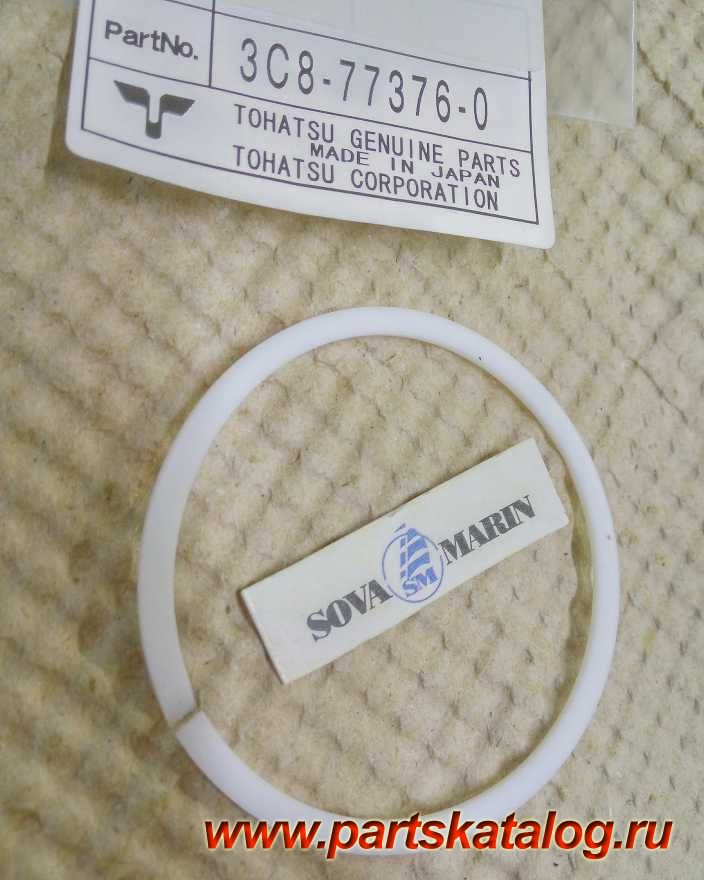 PartNo. 3C8-77376-0
TOHATSU GENUINE PARTS
MADE IN JAPAN
TOHATSU CORPORATION
SOVA SM MARIN
www.partskatalog.ru